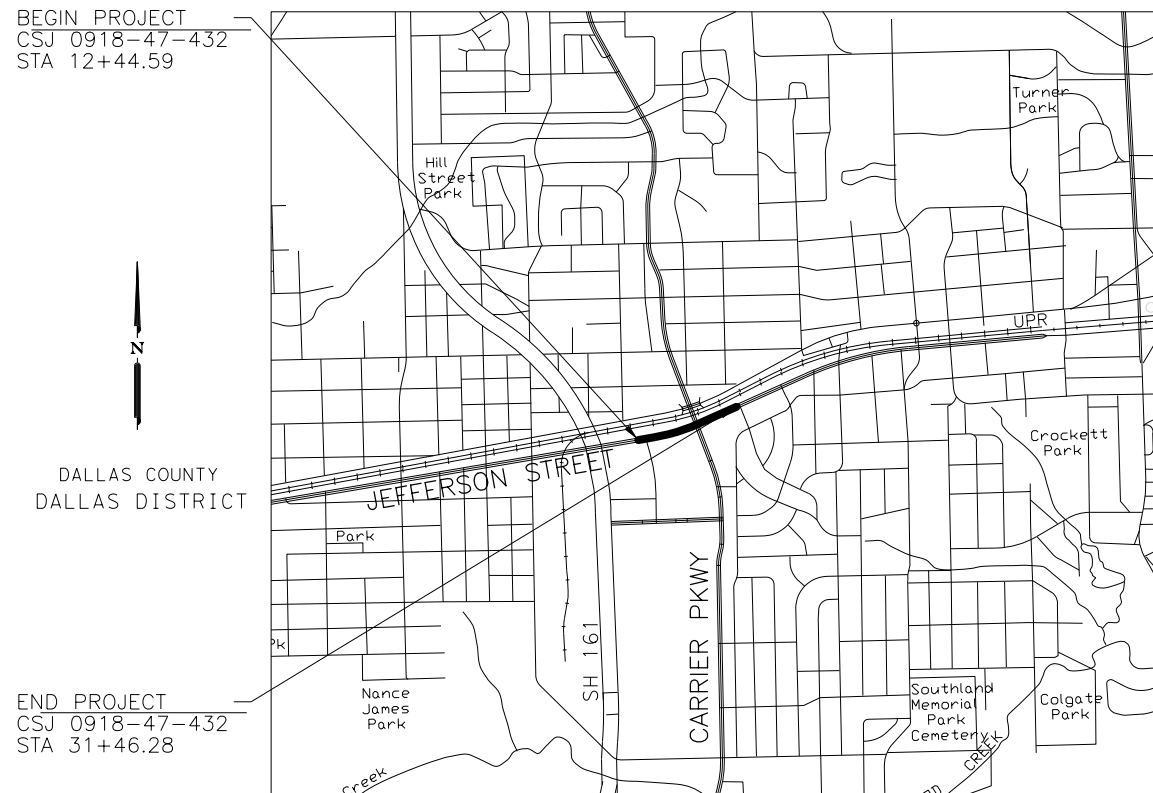 BEGIN PROJECT
CSJ 0918-47-432
STA 12+44.59
Turner
Park
Hill
Street
Park
N
UPR
Crockett
Park
DALLAS COUNTY
DALLAS DISTRICT
JEFFERSON STREET
Park
CARRIER PKWY
SH 161
Pk
END PROJECT
CSJ 0918-47-432
STA 31+46.28
Nance
James
Park
Southland
Memorial
Park
Cemetery
Colgate
Park
CREEK
Creek